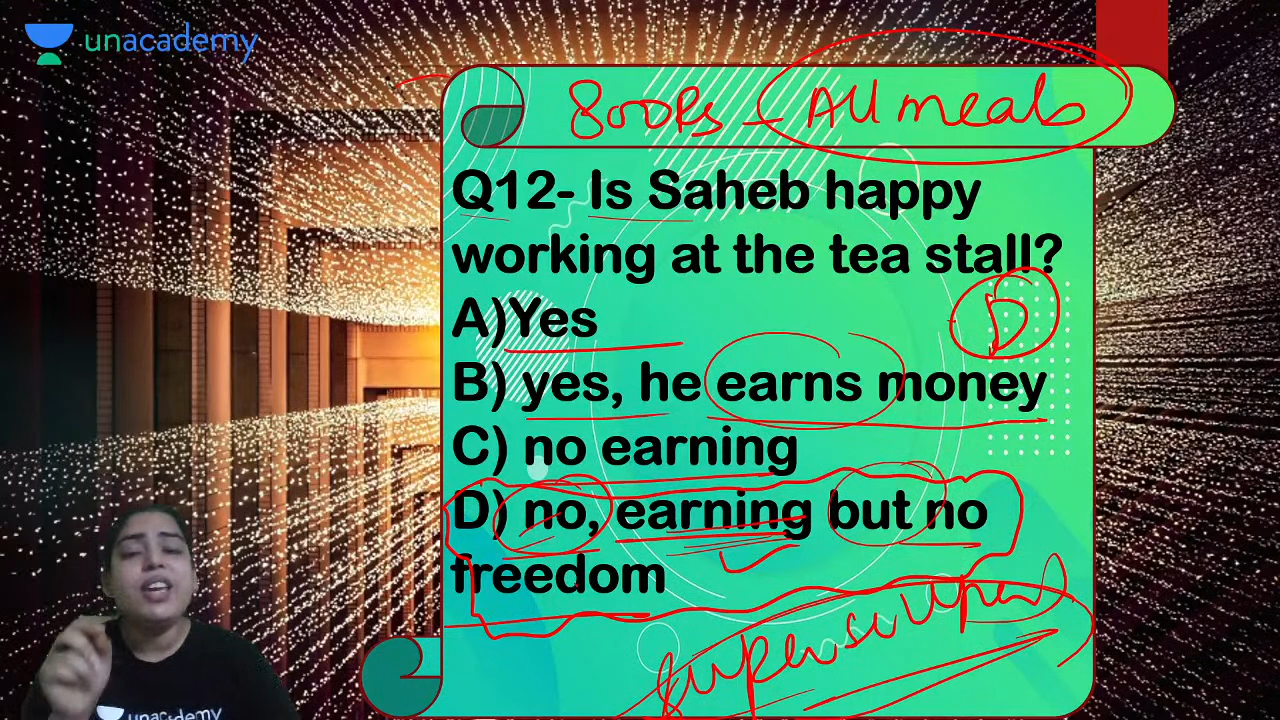 unacademy
800Rs - All meals
Q12- Is Saheb happy
working at the tea stall?
A)Yes
D
B) yes, he earns money
C) no earning
D) no, earning but no
freedom
unacademy